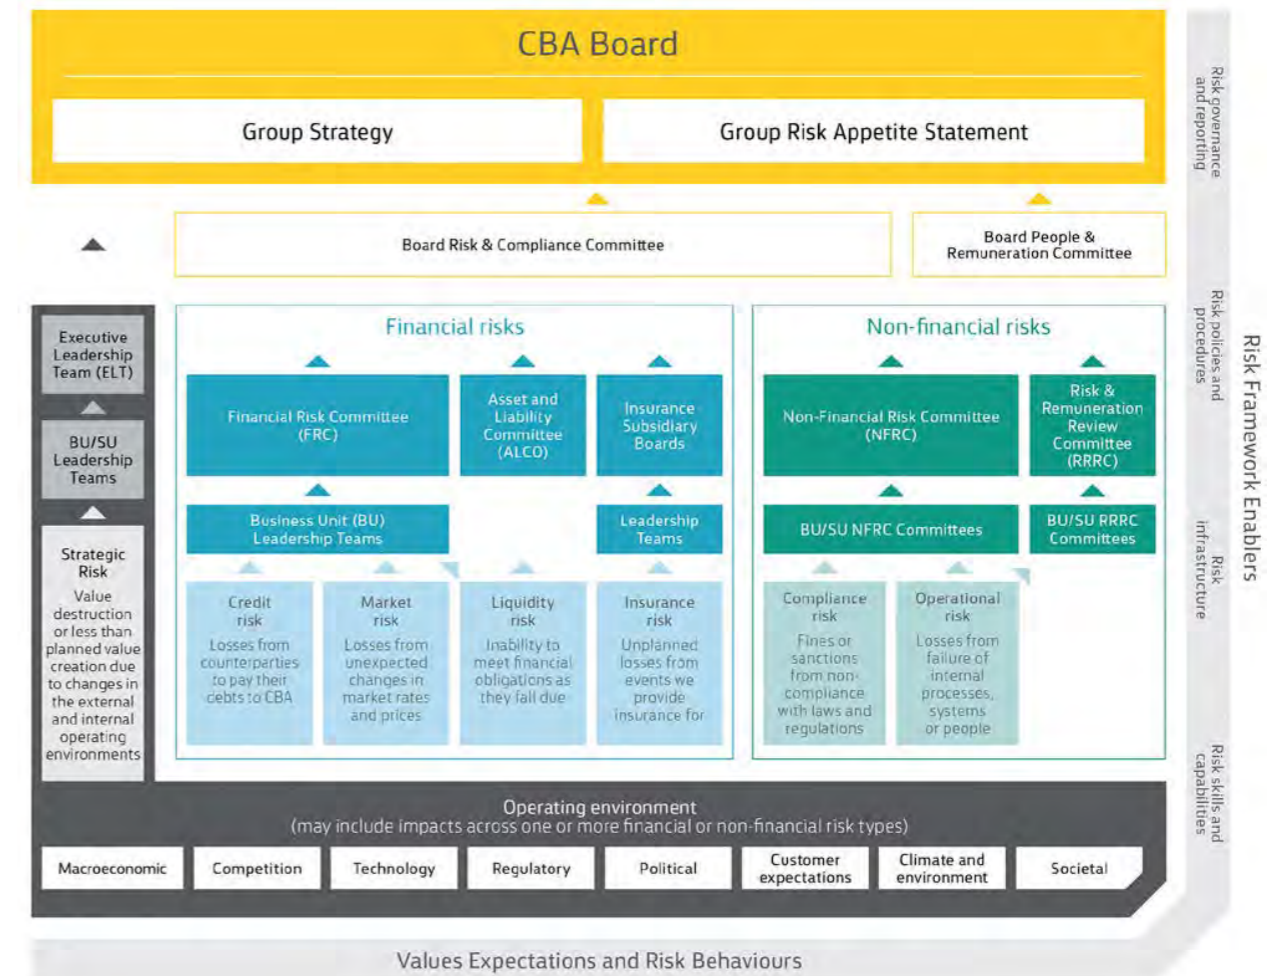 CBA Board
Group Strategy
Group Risk Appetite Statement
Board Risk & Compliance Committee
Board People &
Remuneration Committee
Executive
Leadership
Team (ELT)
BU/SU
Leadership
Teams
Strategic
Risk
Value
destruction
or less than
planned value
creation due
to changes in
the external
and internal
operating
environments
Financial risks
Financial Risk Committee
(FRC)
Asset and
Liability
Committee
(ALCO)
Insurance
Subsidiary
Boards
Business Unit (BU)
Leadership Teams
Leadership
Teams
Credit
risk
Losses from
counterparties
to pay their
debts to CBA
Market
risk
Losses from
unexpected
changes in
market rates
and prices
Liquidity
risk
Inability to
meet financial
obligations as
they fall due
Insurance
risk
Unplanned
losses from
events we
provide
insurance for
Non-financial risks
Non-Financial Risk Committee
(NFRC)
Risk &
Remuneration
Review
Committee
(RRRC)
BU/SU NFRC Committees
BU/SU RRRC
Committees
Compliance
risk
Fines or
sanctions
from non-
compliance
with laws and
regulations
Operational
risk
Losses from
failure of
internal
processes,
systems
or people
Operating environment
(may include impacts across one or more financial or non-financial risk types)
Macroeconomic
Competition
Technology
Regulatory
Political
Customer
expectations
Climate and
environment
Societal
Values Expectations and Risk Behaviours
Risk governance
and reporting
Risk policies and
procedures
Risk
infrastructure
Risk skills and
capabilities
Risk Framework Enablers